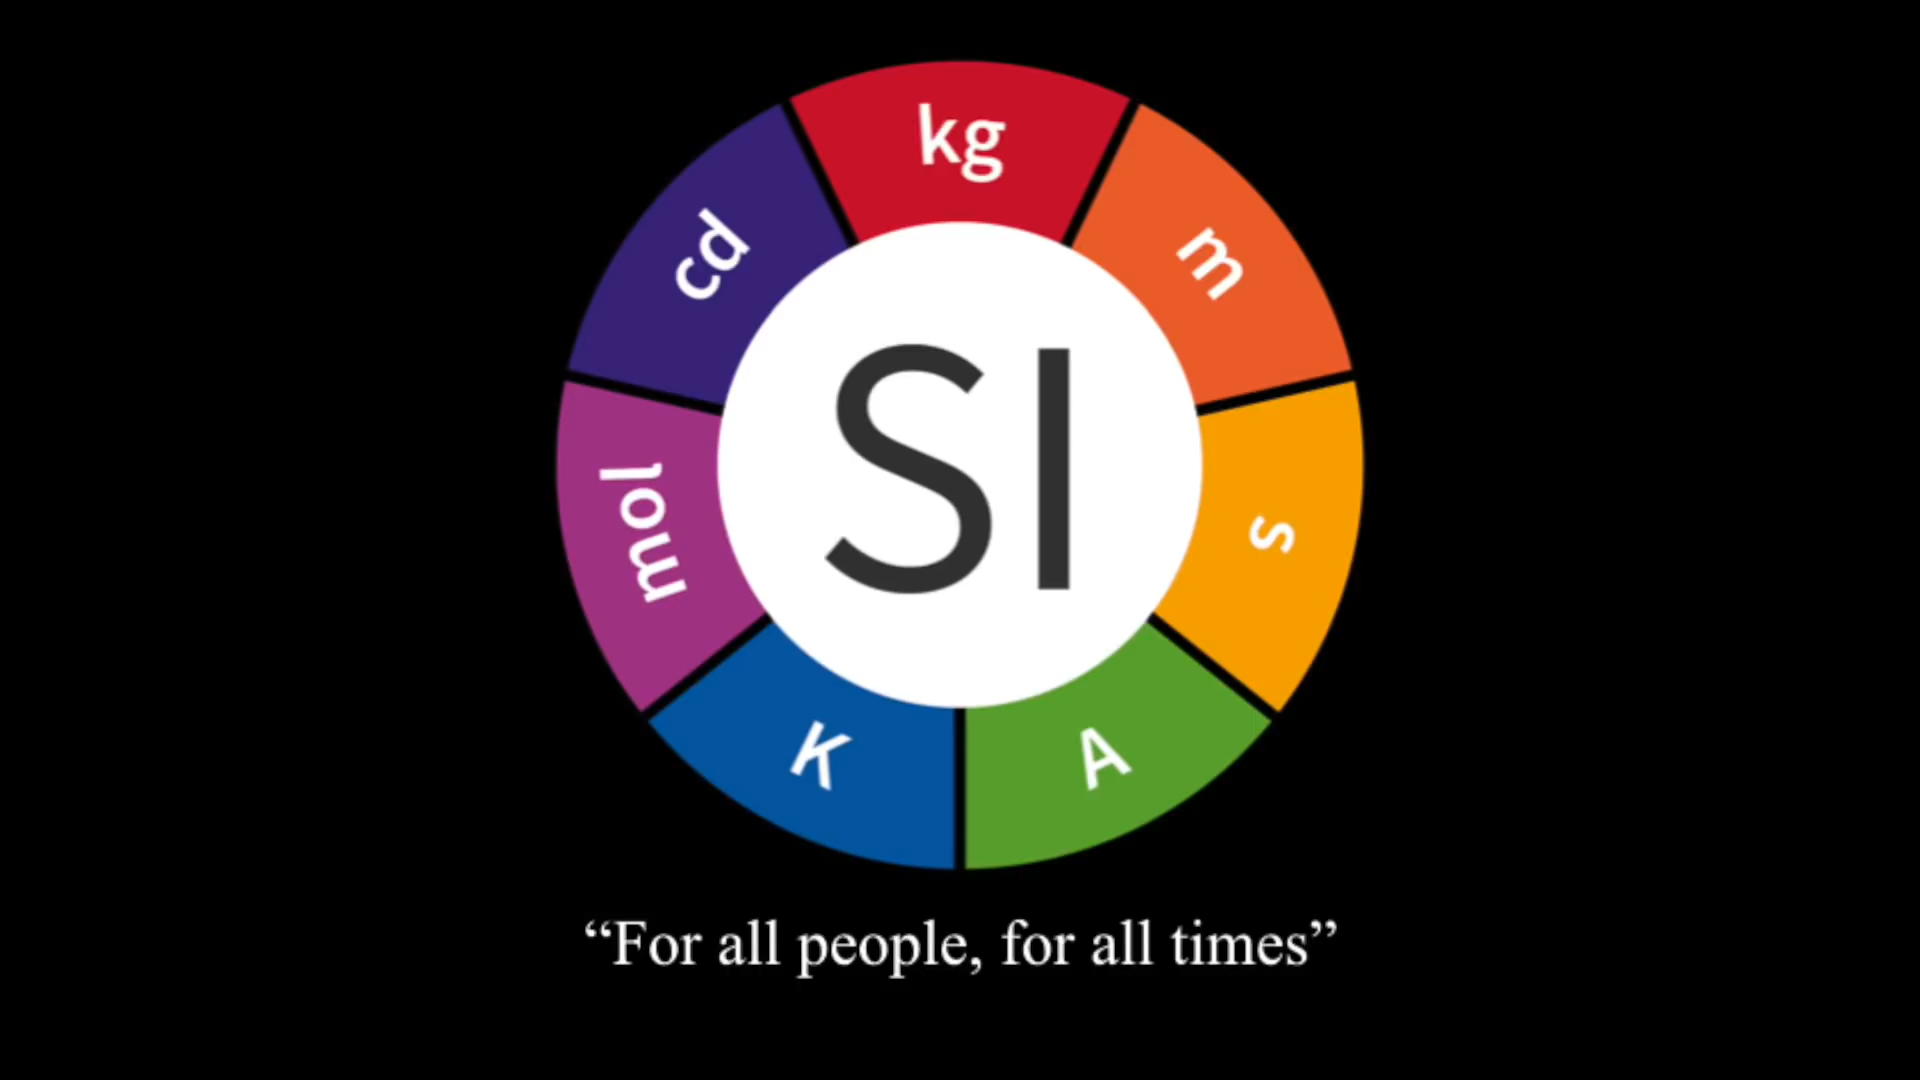 kg
m
s
A
K
mol
cd
SI
“For all people, for all times”